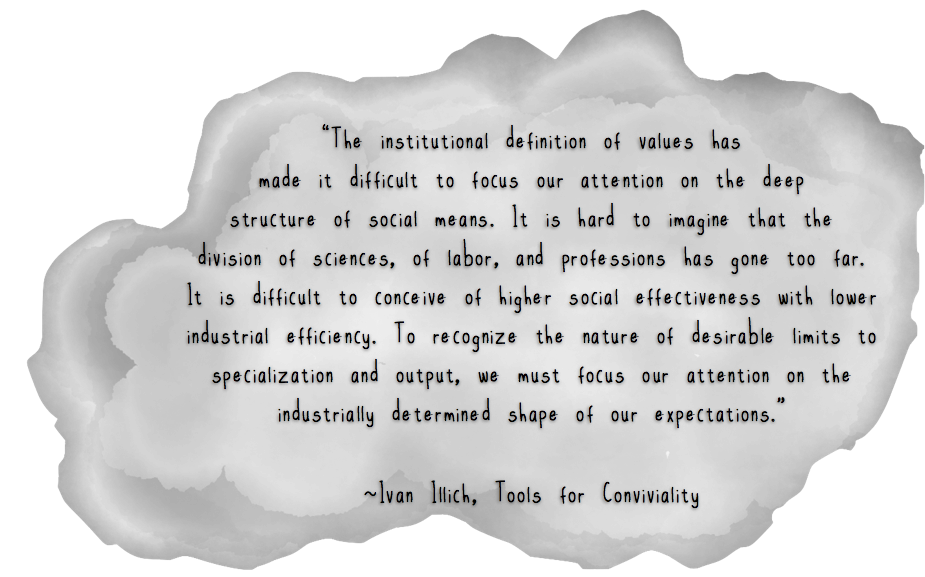 “The institutional definition of values has
made it difficult to focus our attention on the deep
structure of social means. It is hard to imagine that the
division of sciences, of labor, and professions has gone too far.
It is difficult to conceive of higher social effectiveness with lower
industrial efficiency. To recognize the nature of desirable limits to
specialization and output, we must focus our attention on the
industrially determined shape of our expectations.”
~Ivan Illich, Tools for Conviviality